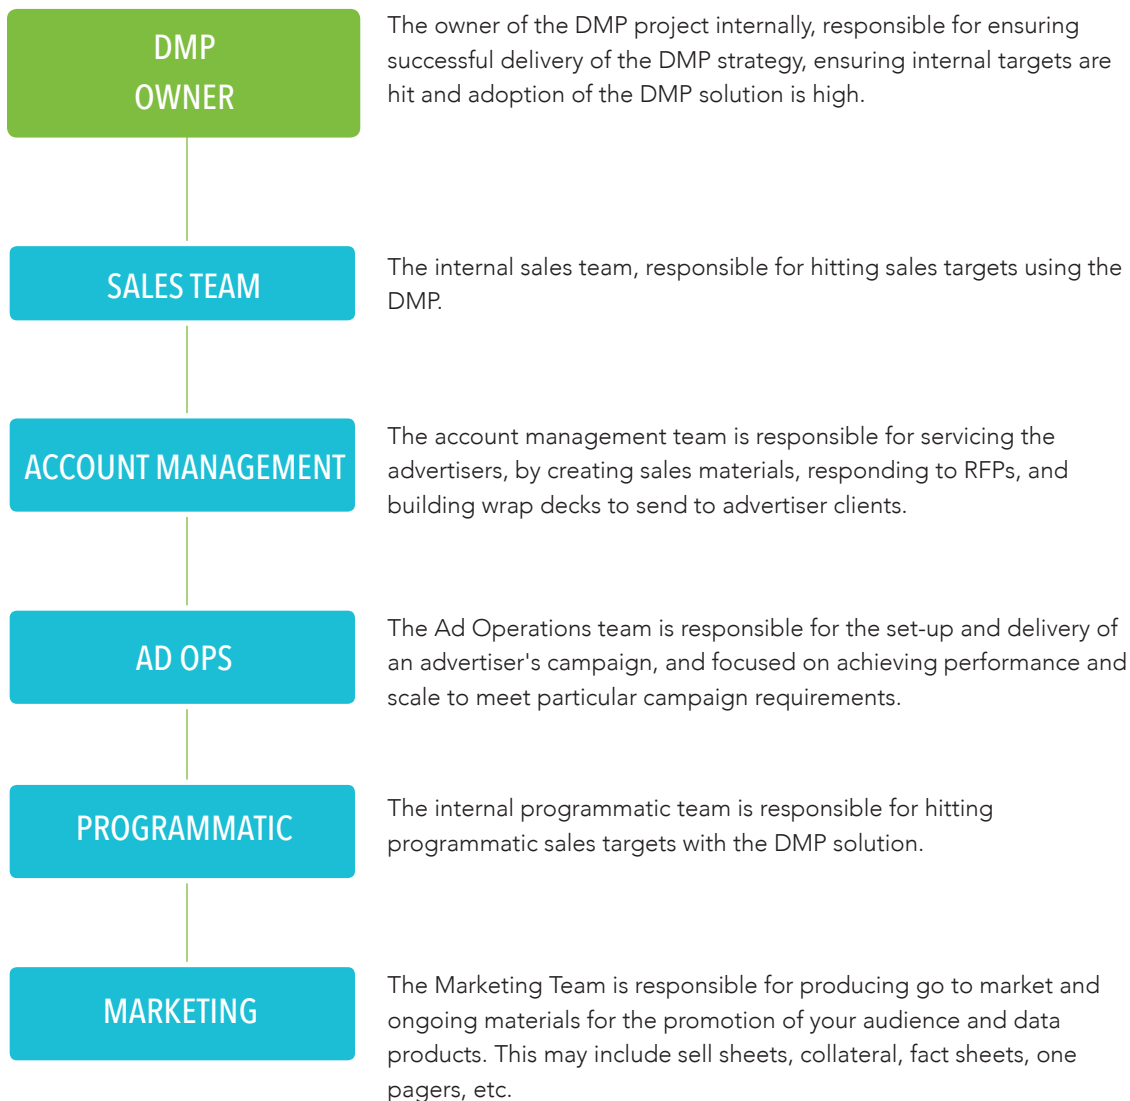 DMP
OWNER
The owner of the DMP project internally, responsible for ensuring
successful delivery of the DMP strategy, ensuring internal targets are
hit and adoption of the DMP solution is high.
SALES TEAM
The internal sales team, responsible for hitting sales targets using the
DMP.
ACCOUNT MANAGEMENT
The account management team is responsible for servicing the
advertisers, by creating sales materials, responding to RFPs, and
building wrap decks to send to advertiser clients.
AD OPS
The Ad Operations team is responsible for the set-up and delivery of
an advertiser's campaign, and focused on achieving performance and
scale to meet particular campaign requirements.
PROGRAMMATIC
The internal programmatic team is responsible for hitting
programmatic sales targets with the DMP solution.
MARKETING
The Marketing Team is responsible for producing go to market and
ongoing materials for the promotion of your audience and data
products. This may include sell sheets, collateral, fact sheets, one
pagers, etc.